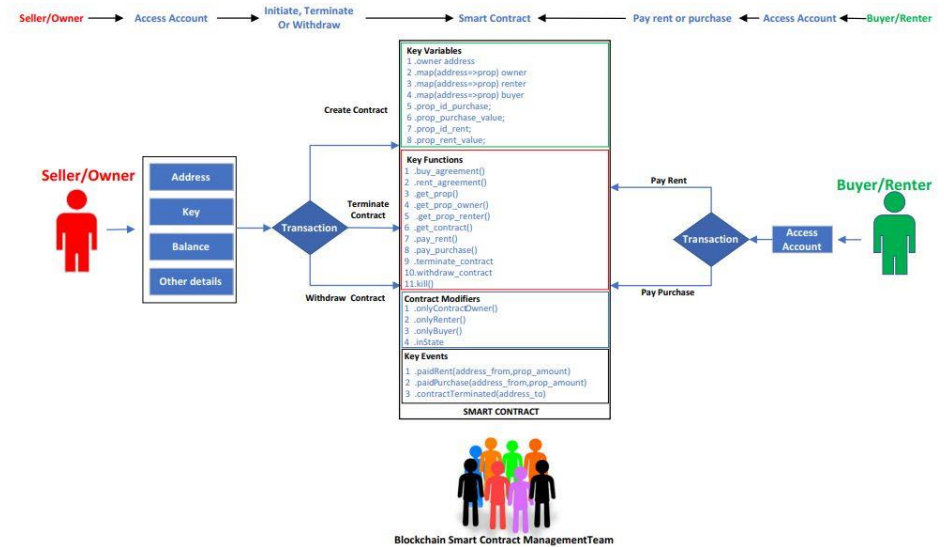 Seller/Owner
Access Account
Initiate, Terminate
Or Withdraw
Smart Contract
Pay rent or purchase
Access Account
Buyer/Renter
Key Variables
1 .owner address
2 .map(address=>prop) owner
3 .map(address=>prop) renter
4 .map(address=>prop) buyer
5 .prop_id_purchase;
6 .prop_purchase_value;
7 .prop_id_rent;
8 .prop_rent_value;
Create Contract
Seller/Owner
Address
Key
Balance
Other details
Transaction
Terminate
Contract
Withdraw Contract
Key Functions
1 .buy_agreement()
2 .rent_agreement()
3 .get_prop()
4 .get_prop_owner()
5 .get_prop_renter()
6 .get_contract()
7 .pay_rent()
8 .pay_purchase()
9 .terminate_contract
10.withdraw_contract
11.kill()
Pay Rent
Transaction
Pay Purchase
Access
Account
Buyer/Renter
Contract Modifiers
1 .onlyContractOwner()
2 .onlyRenter()
3 .onlyBuyer()
4 .inState
Key Events
1 .paidRent(address_from,prop_amount)
2 .paidPurchase(address_from,prop_amount)
3 .contractTerminated(address_to)
SMART CONTRACT
Blockchain Smart Contract ManagementTeam